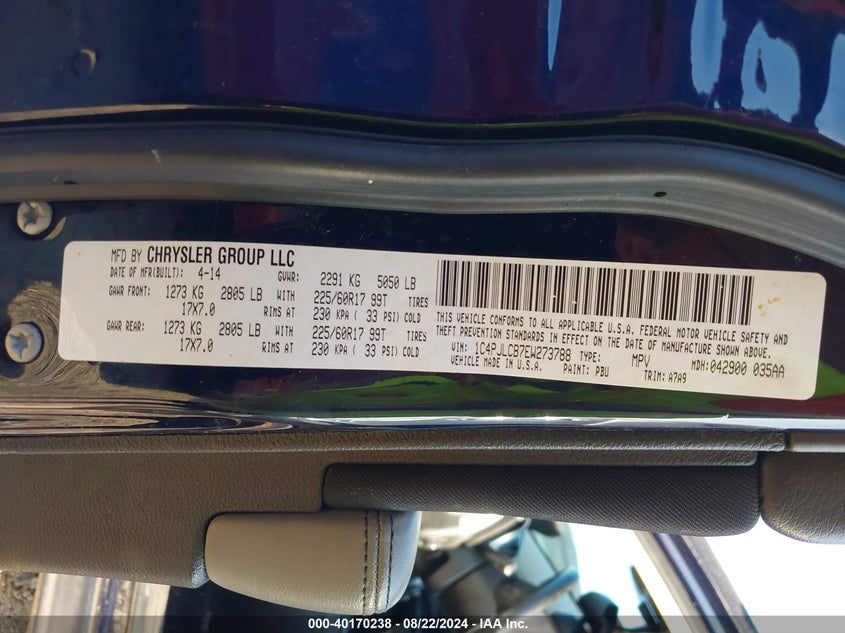 MFD BY CHRYSLER GROUP LLC
DATE OF MFR(BUILT): 4-14 GVWR: 2291 KG 5050 LB
GAWR FRONT: 1273 KG 2805 LB WITH 225/60R17 99T TIRES
17X7.0 RIMS AT 230 KPA ( 33 PSI) COLD
GAWR REAR: 1273 KG 2805 LB WITH 225/60R17 99T TIRES
17X7.0 RIMS AT 230 KPA ( 33 PSI) COLD
THIS VEHICLE CONFORMS TO ALL APPLICABLE U.S.A. FEDERAL MOTOR VEHICLE SAFETY AND
THEFT PREVENTION STANDARDS IN EFFECT ON THE DATE OF MANUFACTURE SHOWN ABOVE.
VIN: 1C4PJLCB7EW273788 TYPE: MPV MDH:042900 035AA
VEHICLE MADE IN U.S.A. PAINT: PBU TRIM: A7A9
000-40170238 - 08/22/2024 - IAA Inc.